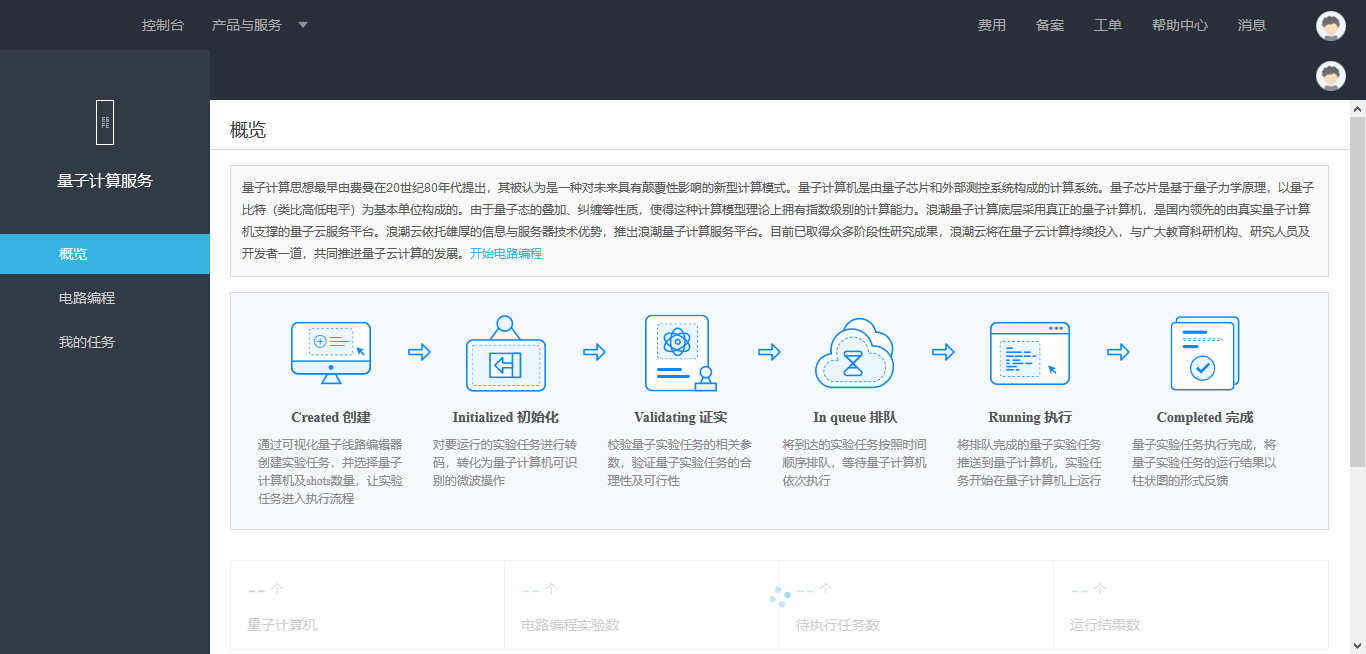 控制台 产品与服务 费用 备案 工单 帮助中心 消息
量子计算服务
概览
电路编程
我的任务
概览
量子计算思想最早由费曼在20世纪80年代提出，其被认为是一种对未来具有颠覆性影响的新型计算模式。量子计算机是由量子芯片和外部测控系统构成的计算系统。量子芯片是基于量子力学原理，以量子
比特（类比高低电平）为基本单位构成的。由于量子态的叠加、纠缠等性质，使得这种计算模型理论上拥有指数级别的计算能力。浪潮量子计算底层采用真正的量子计算机，是国内领先的由真实量子计算
机支撑的量子云服务平台。浪潮云依托雄厚的信息与服务器技术优势，推出浪潮量子计算服务平台。目前已取得众多阶段性研究成果，浪潮云将在量子云计算持续投入，与广大教育科研机构、研究人员及
开发者一道，共同推进量子云计算的发展。开始电路编程
Created 创建
通过可视化量子线路编辑器
创建实验任务，并选择量子
计算机及shots数量，让实验
任务进入执行流程
Initialized 初始化
对要运行的实验任务进行转
码，转化为量子计算机可识
别的微波操作
Validating 证实
校验量子实验任务的相关参
数，验证量子实验任务的合
理性及可行性
In queue 排队
将到达的实验任务按照时间
顺序排队，等待量子计算机
依次执行
Running 执行
将排队完成的量子实验任务
推送到量子计算机，实验任
务开始在量子计算机上运行
Completed 完成
量子实验任务执行完成，将
量子实验任务的运行结果以
柱状图的形式反馈
-- 个
量子计算机
-- 个
电路编程实验数
-- 个
待执行任务数
-- 个
运行结果数